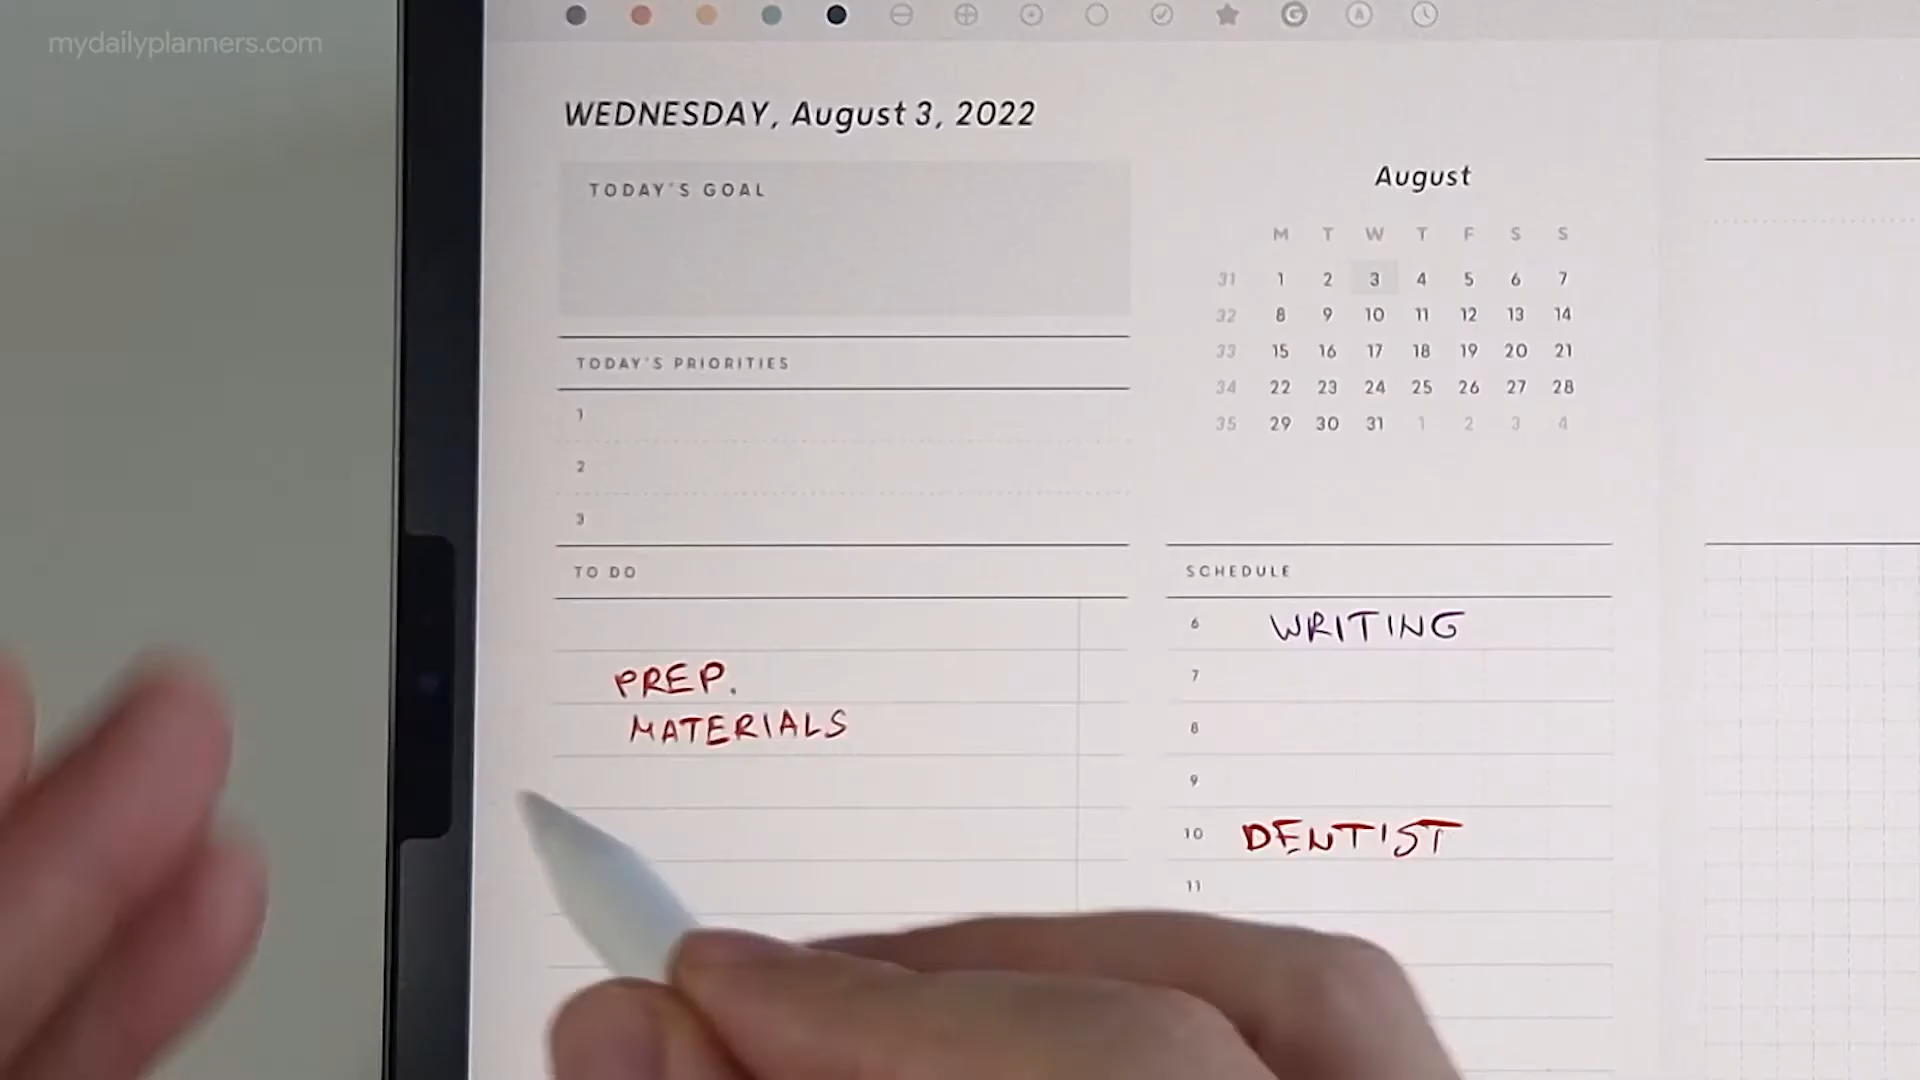 mydailyplanners.com
WEDNESDAY, August 3, 2022
TODAY'S GOAL
TODAY'S PRIORITIES
1
2
3
TO DO
PREP.
MATERIALS
August
M T W T F S S
31 1 2 3 4 5 6 7
32 8 9 10 11 12 13 14
33 15 16 17 18 19 20 21
34 22 23 24 25 26 27 28
35 29 30 31 1 2 3 4
SCHEDULE
6 WRITING
7
8
9
10 DENTIST
11